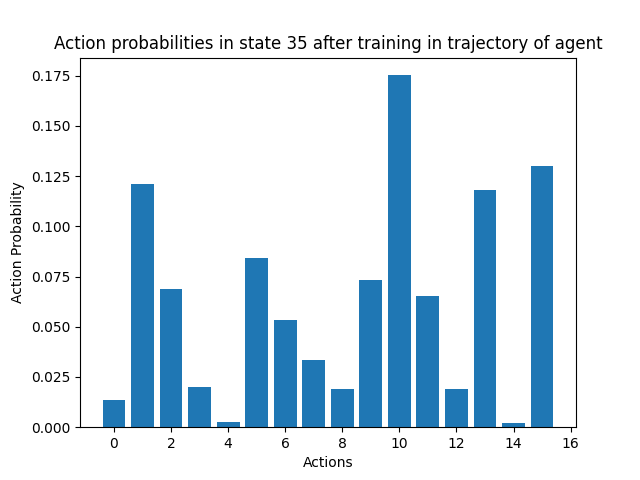 Action probabilities in state 35 after training in trajectory of agent
0.175
0.150
0.125
0.100
0.075
0.050
0.025
0.000
Action Probability
0 2 4 6 8 10 12 14 16
Actions